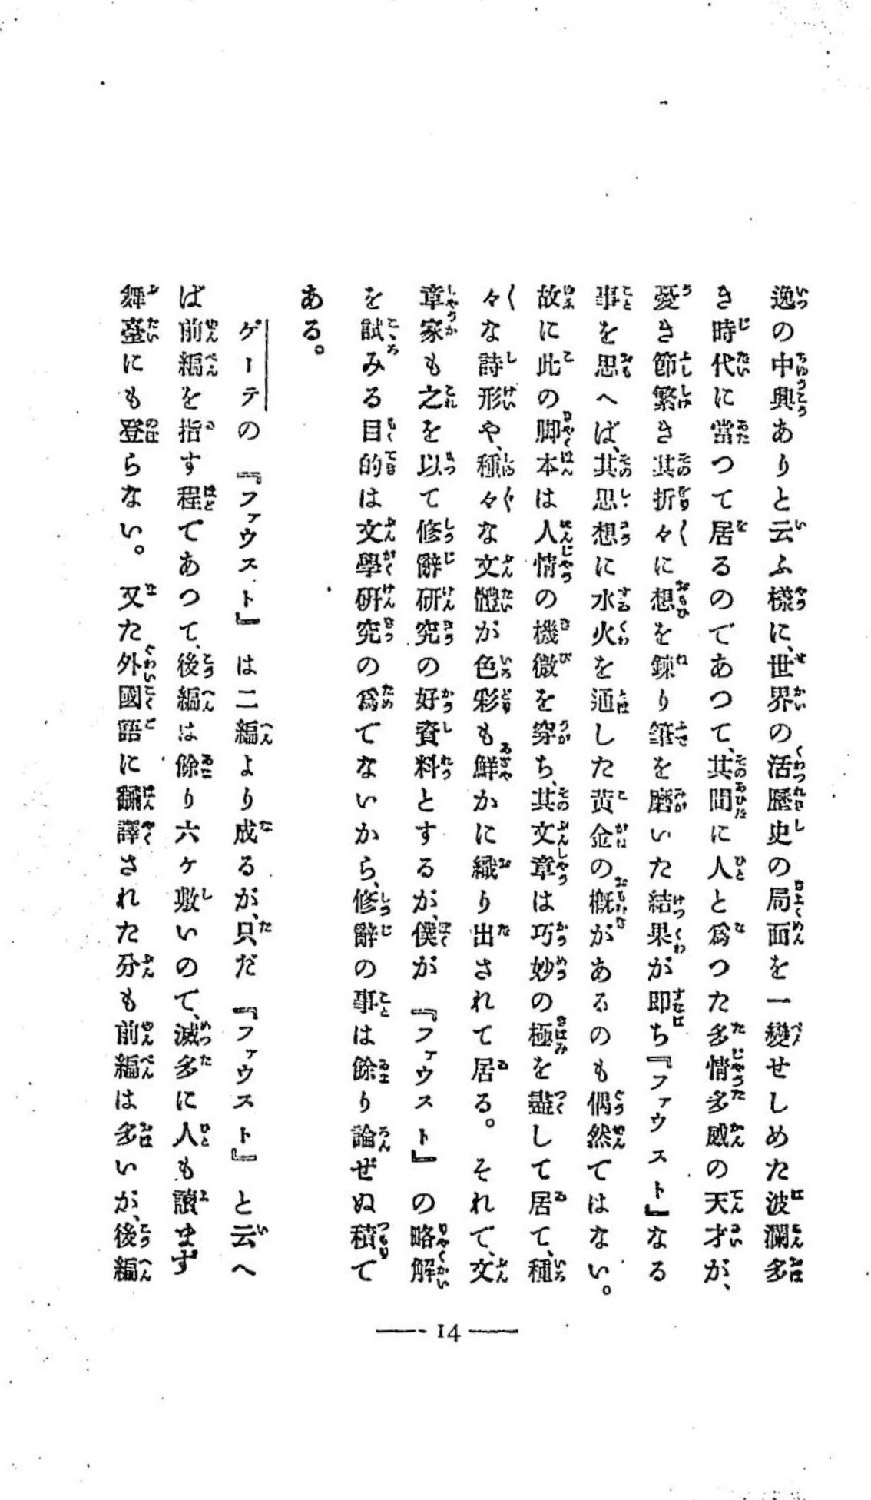 逸の中興ありと云ふ樣に、世界の活歷史の局面を一變せしめた波瀾多
き時代に當つて居るのであつて、其間に人と爲つた多情多感の天才が、
憂き節繁き其折々に想を鍊り筆を磨いた結果が即ち『ファウスト』なる
事を思へば、其思想に水火を通した黄金の概があるのも偶然てはない。
故に此の脚本は人情の機微を穿ち、其文章は巧妙の極を盡して居て、種
々な詩形や、種々な文體が色彩も鮮かに織り出されて居る。それて、文
章家も之を以て修辭研究の好資料とするが、僕が『ファウスト』の略解
を試みる目的は文學硏究の爲てないから、修辭の事は餘り論ぜぬ積て
ある。
ゲーテの『ファウスト』は二編より成るが、只だ『ファウスト』と云へ
ば前編を指す程であつて、後編は餘り六ヶ敷いのて、滅多に人も讀まず
舞臺にも登らない。又た外國語に飜譯された分も前編は多いが、後編
— 14 —